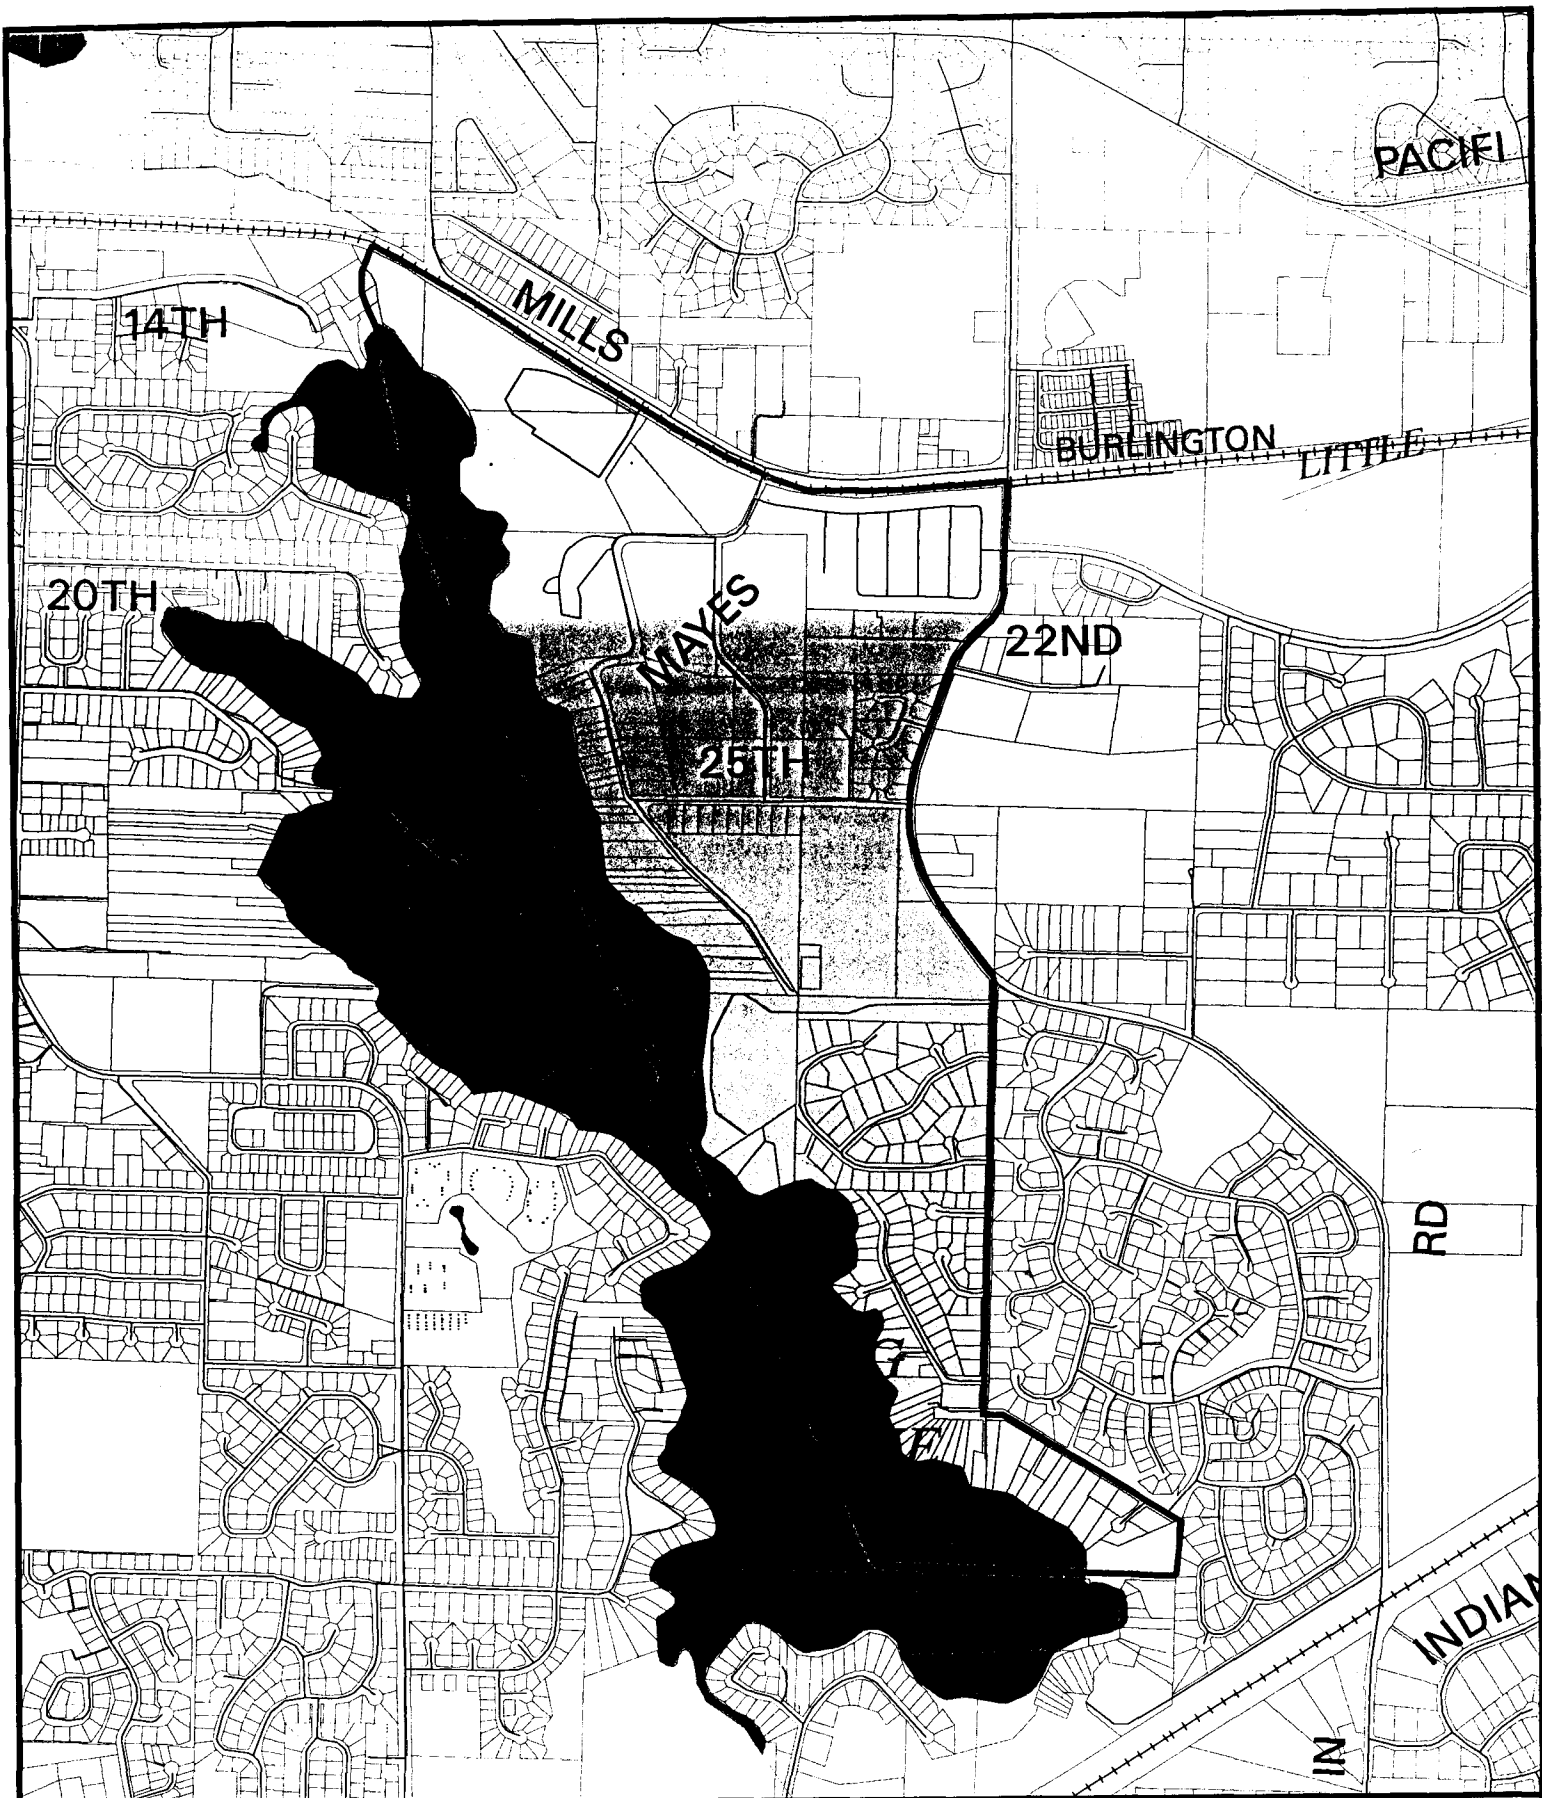 PACIFI
MILLS
14TH
BURLINGTON
LITTLE
20TH
MAYES
22ND
25TH
RD
G
F
INDIAN
IN